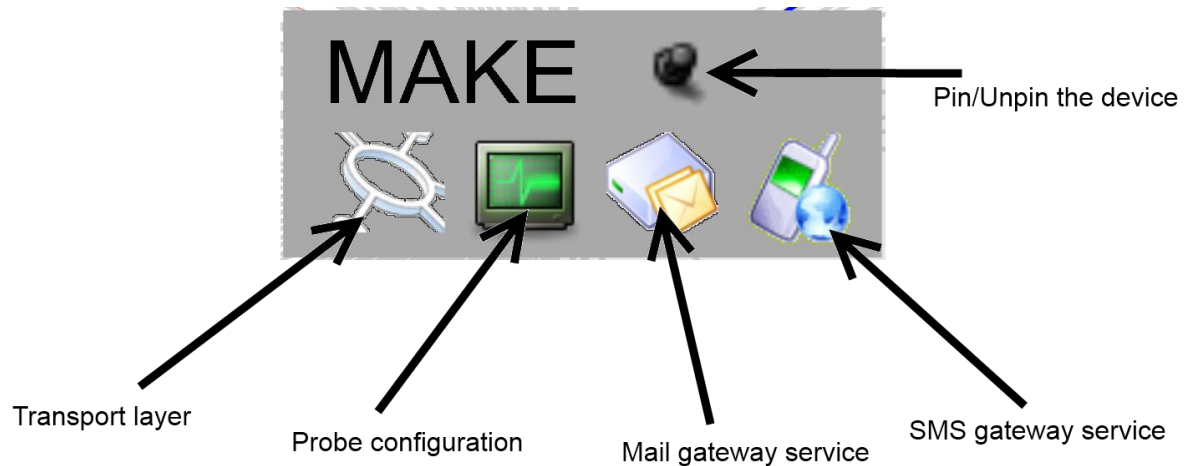 MAKE
Pin/Unpin the device
Transport layer
Probe configuration
Mail gateway service
SMS gateway service